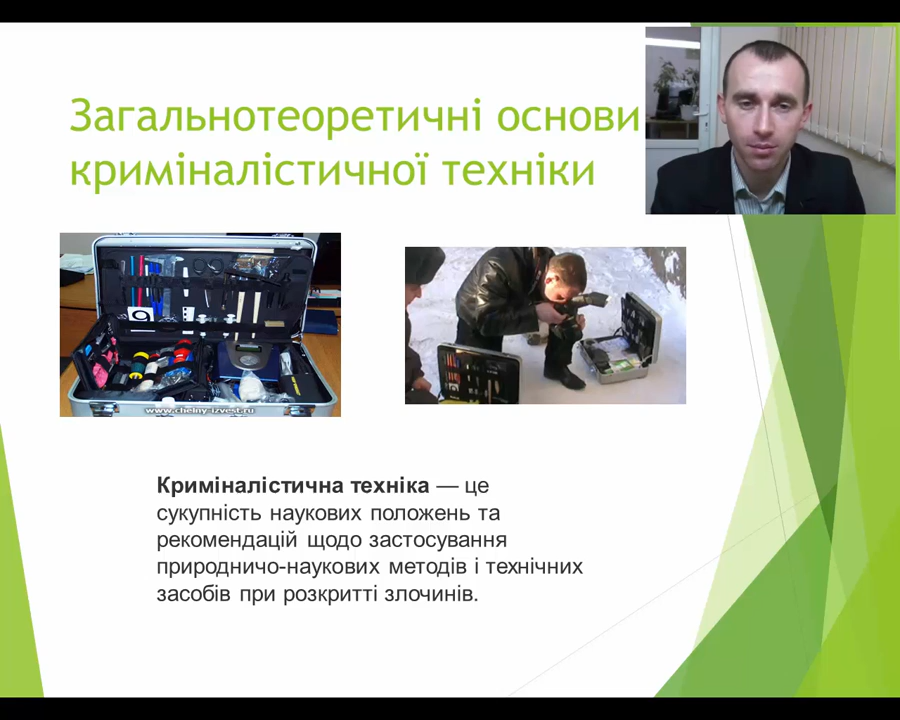 Загальнотеоретичні основи
криміналістичної техніки
www.chelny-izvest.ru
Криміналістична техніка — це
сукупність наукових положень та
рекомендацій щодо застосування
природничо-наукових методів і технічних
засобів при розкритті злочинів.